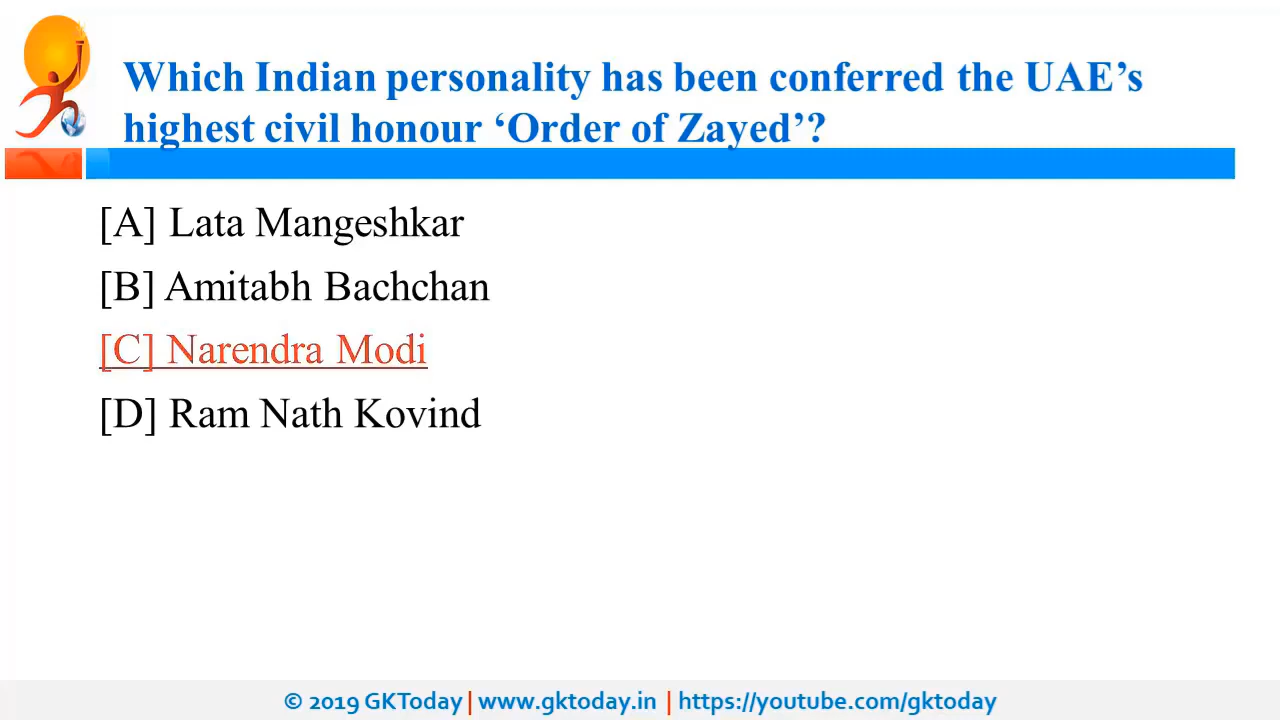 Which Indian personality has been conferred the UAE’s
highest civil honour ‘Order of Zayed’?
[A] Lata Mangeshkar
[B] Amitabh Bachchan
[C] Narendra Modi
[D] Ram Nath Kovind
© 2019 GKToday | www.gktoday.in | https://youtube.com/gktoday